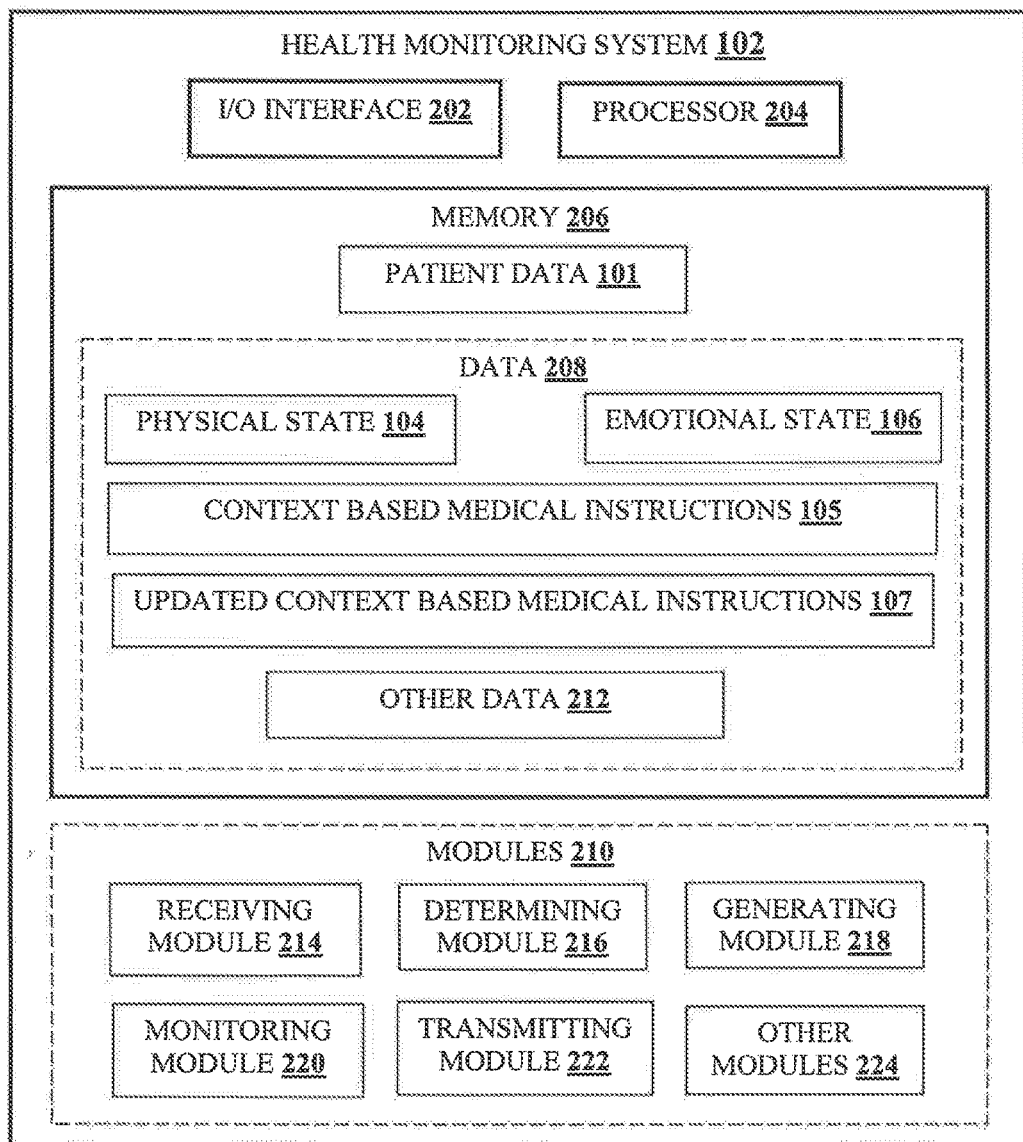 HEALTH MONITORING SYSTEM 102
I/O INTERFACE 202
PROCESSOR 204
MEMORY 206
PATIENT DATA 101
DATA 208
PHYSICAL STATE 104
EMOTIONAL STATE 106
CONTEXT BASED MEDICAL INSTRUCTIONS 105
UPDATED CONTEXT BASED MEDICAL INSTRUCTIONS 107
OTHER DATA 212
MODULES 210
RECEIVING
MODULE 214
DETERMINING
MODULE 216
GENERATING
MODULE 218
MONITORING
MODULE 220
TRANSMITTING
MODULE 222
OTHER
MODULES 224